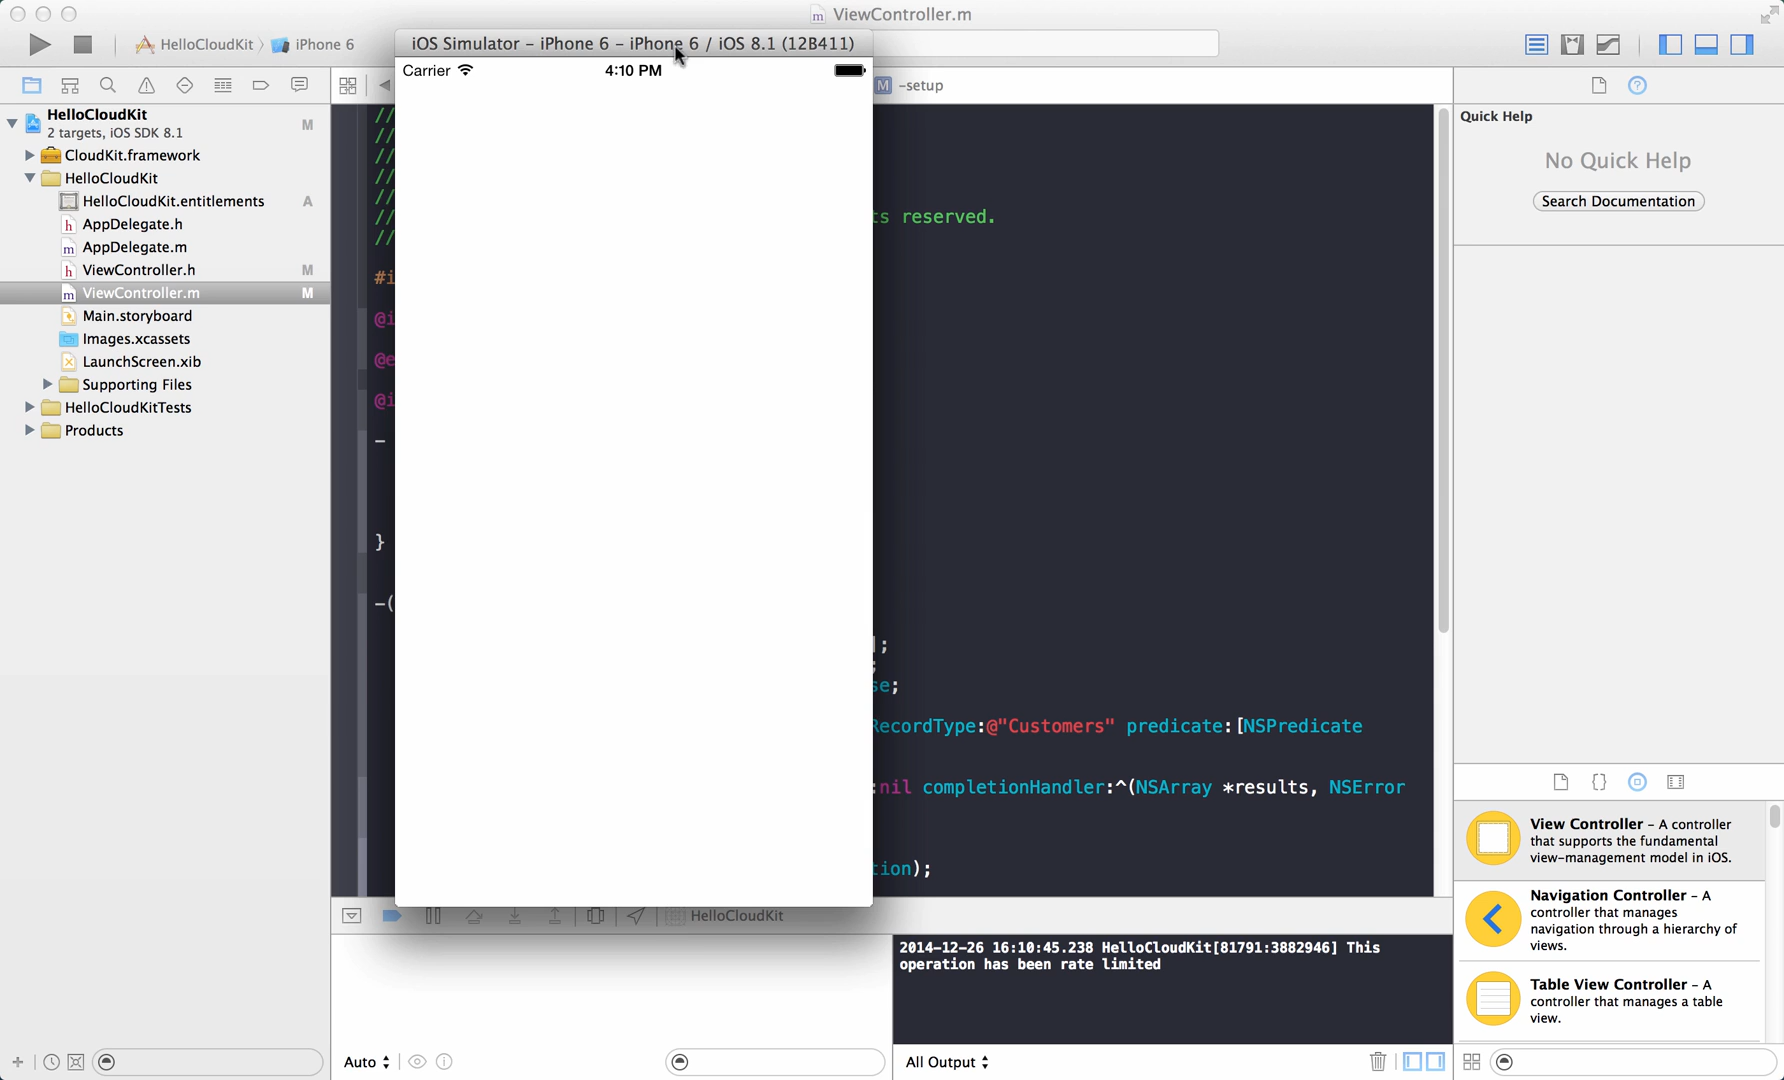 ViewController.m
HelloCloudKit
iPhone 6
iOS Simulator – iPhone 6 – iPhone 6 / iOS 8.1 (12B411)
Carrier
4:10 PM
M
-setup
HelloCloudKit
2 targets, iOS SDK 8.1
M
CloudKit.framework
HelloCloudKit
HelloCloudKit.entitlements
A
h AppDelegate.h
m AppDelegate.m
h ViewController.h
M
m ViewController.m
M
Main.storyboard
Images.xcassets
LaunchScreen.xib
Supporting Files
HelloCloudKitTests
Products
//
//
//
//
//
// ts reserved.
//
#i
@i
@e
@i
-
}
-(
];
;
se;
RecordType:@"Customers" predicate:[NSPredicate
:nil completionHandler:^(NSArray *results, NSError
tion);
HelloCloudKit
2014-12-26 16:10:45.238 HelloCloudKit[81791:3882946] This
operation has been rate limited
Auto
All Output
Quick Help
No Quick Help
Search Documentation
View Controller – A controller
that supports the fundamental
view-management model in iOS.
Navigation Controller – A
controller that manages
navigation through a hierarchy of
views.
Table View Controller – A
controller that manages a table
view.